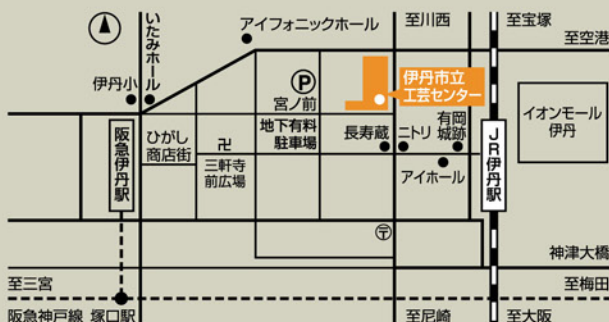 至川西
至宝塚
至空港
アイフォニックホール
いたみホール
伊丹小
P
宮ノ前
地下有料
駐車場
伊丹市立
工芸センター
イオンモール
伊丹
阪急伊丹駅
ひがし
商店街
卍
三軒寺
前広場
長寿蔵
ニトリ
有岡
城跡
アイホール
JR伊丹駅
〒
神津大橋
至三宮
至梅田
阪急神戸線
塚口駅
至尼崎
至大阪